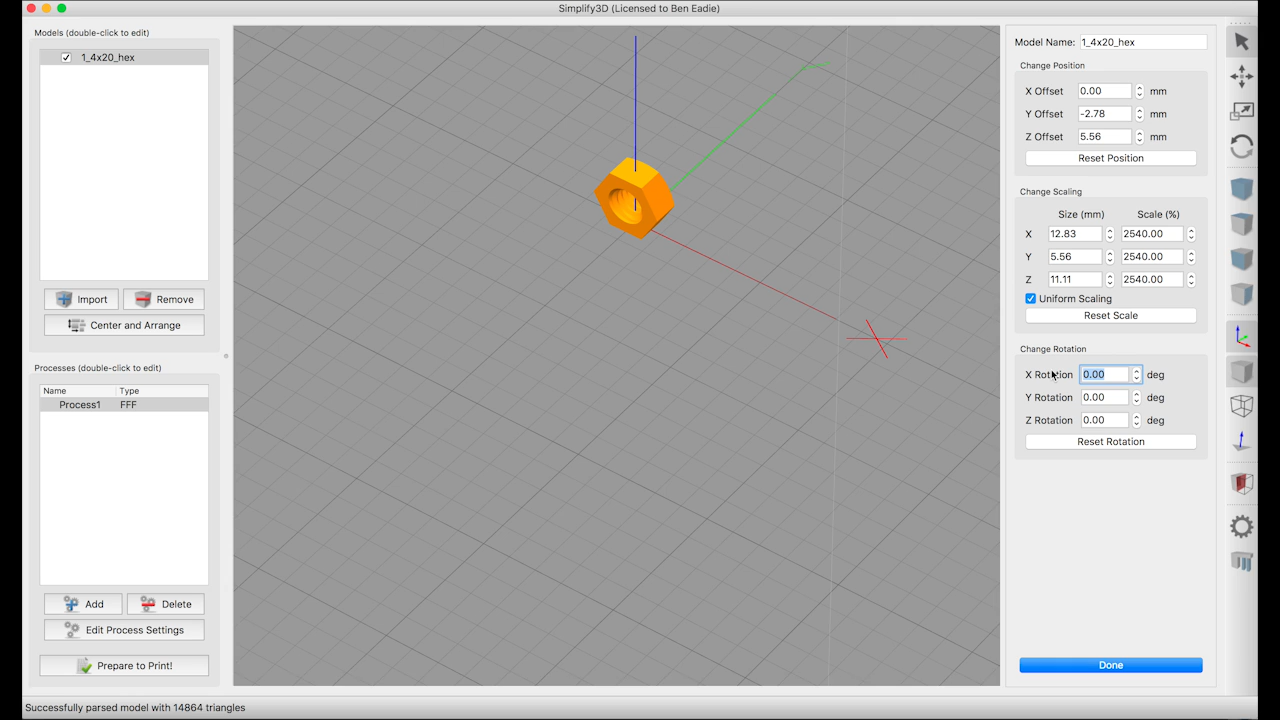 Simplify3D (Licensed to Ben Eadie)
Models (double-click to edit)
1_4x20_hex
Import
Remove
Center and Arrange
Processes (double-click to edit)
Name Type
Process1 FFF
Add
Delete
Edit Process Settings
Prepare to Print!
Successfully parsed model with 14864 triangles
Model Name: 1_4x20_hex
Change Position
X Offset 0.00 mm
Y Offset -2.78 mm
Z Offset 5.56 mm
Reset Position
Change Scaling
Size (mm) Scale (%)
X 12.83 2540.00
Y 5.56 2540.00
Z 11.11 2540.00
Uniform Scaling
Reset Scale
Change Rotation
X Rotation 0.00 deg
Y Rotation 0.00 deg
Z Rotation 0.00 deg
Reset Rotation
Done